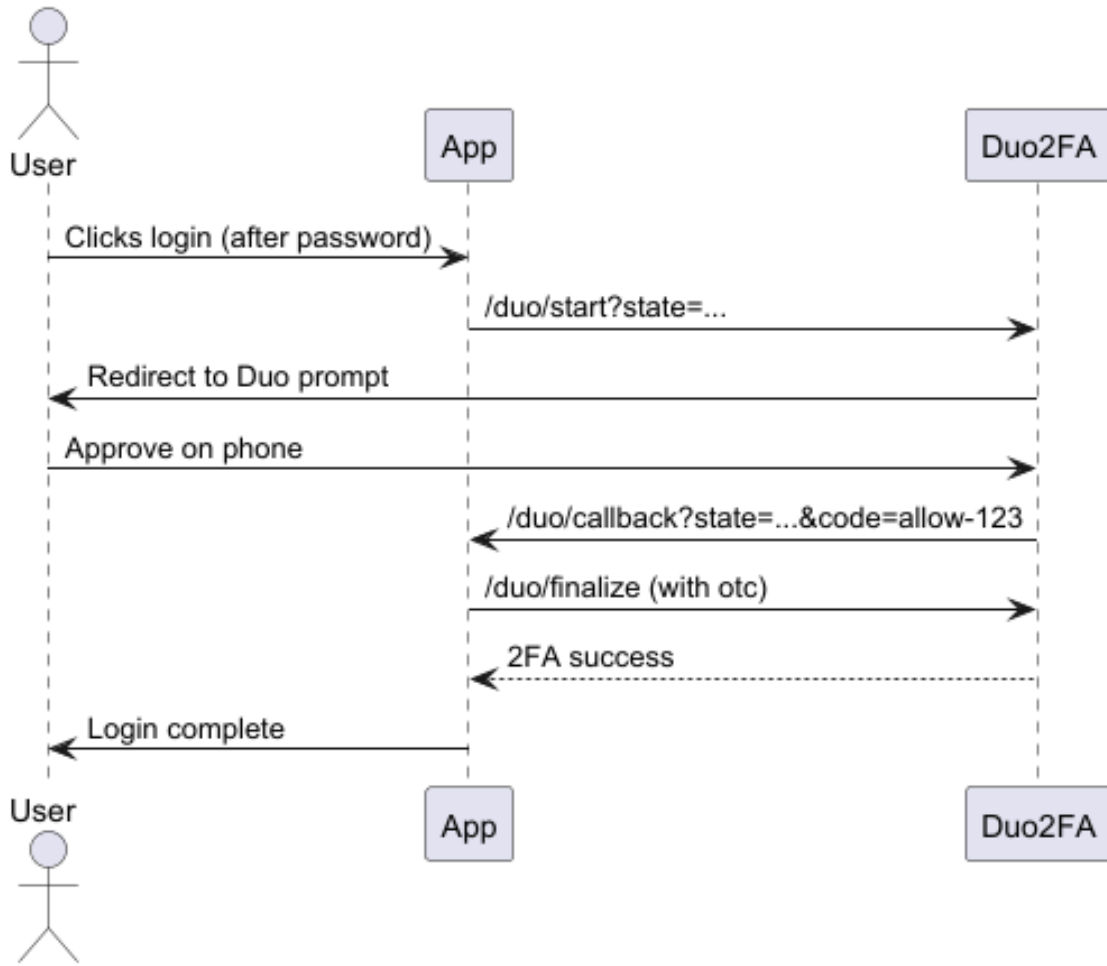 User
App
Duo2FA
Clicks login (after password)
/duo/start?state=...
Redirect to Duo prompt
Approve on phone
/duo/callback?state=...&code=allow-123
/duo/finalize (with otc)
2FA success
Login complete
User
App
Duo2FA